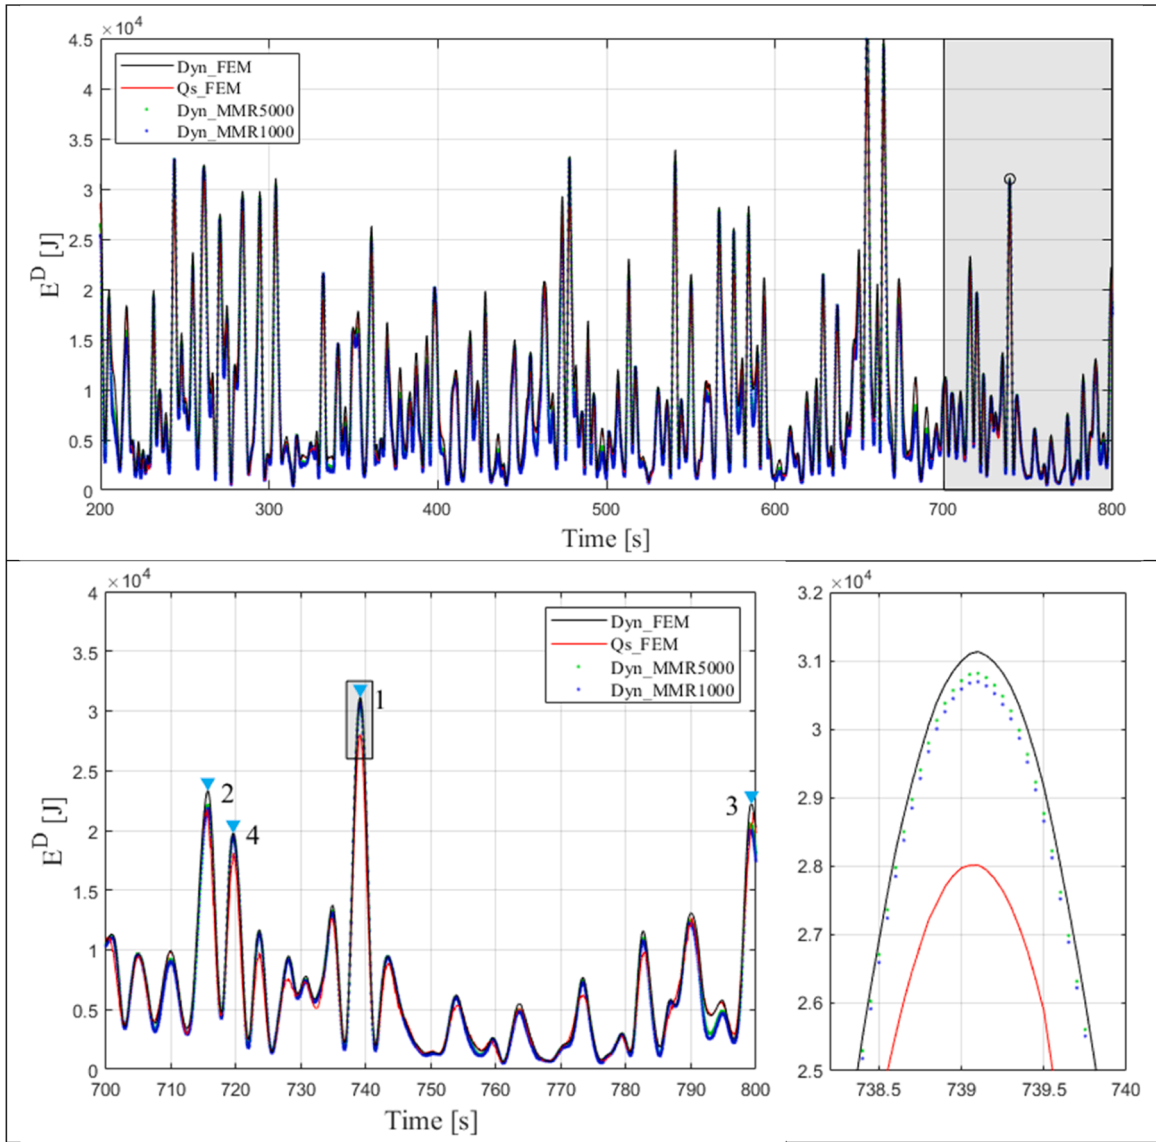 ×10⁴
4.5
4
3.5
3
2.5
2
1.5
1
0.5
0
E^D [J]
Dyn_FEM
Qs_FEM
Dyn_MMR5000
Dyn_MMR1000
200 300 400 500 600 700 800
Time [s]
×10⁴
4
3.5
3
2.5
2
1.5
1
0.5
0
E^D [J]
Dyn_FEM
Qs_FEM
Dyn_MMR5000
Dyn_MMR1000
1
2
3
4
700 710 720 730 740 750 760 770 780 790 800
Time [s]
×10⁴
3.2
3.1
3
2.9
2.8
2.7
2.6
2.5
738.5 739 739.5 740